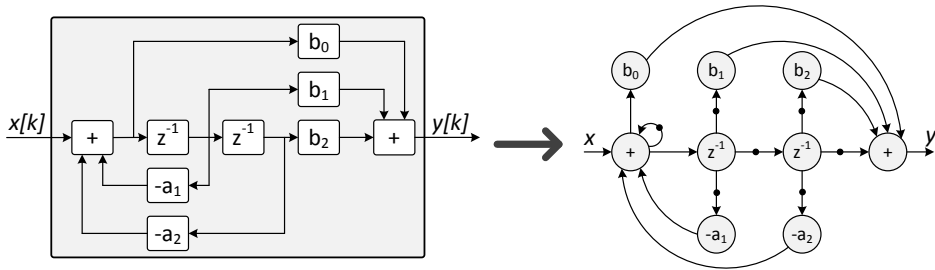 b₀
b₁
x[k] + z⁻¹ z⁻¹ b₂ + y[k]
-a₁
-a₂
b₀ b₁ b₂
x + z⁻¹ z⁻¹ + y
-a₁ -a₂